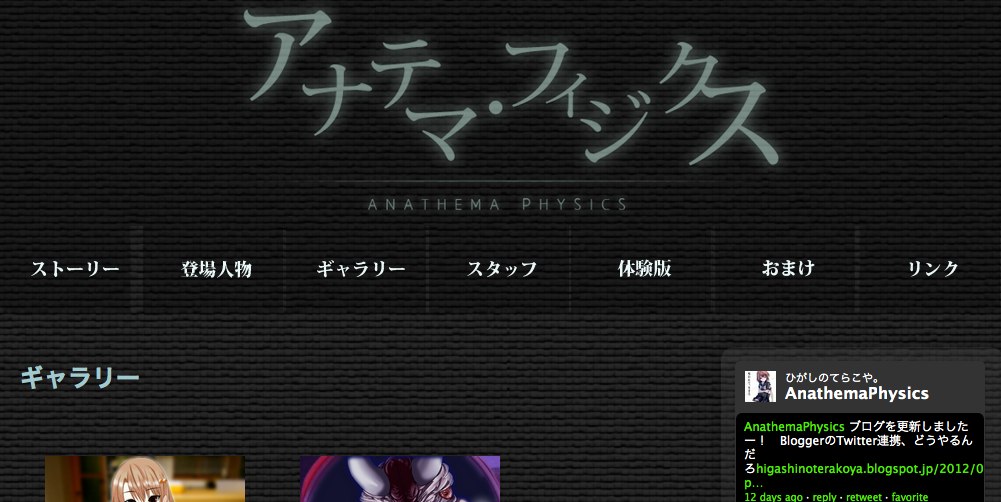 アナテマ・フィジックス
ANATHEMA PHYSICS
ストーリー 登場人物 ギャラリー スタッフ 体験版 おまけ リンク
ギャラリー
ひがしのてらこや。
AnathemaPhysics
AnathemaPhysics ブログを更新しました
ー！　BloggerのTwitter連携、どうやるん
だ
ろhigashinoterakoya.blogspot.jp/2012/0
p…
12 days ago · reply · retweet · favorite